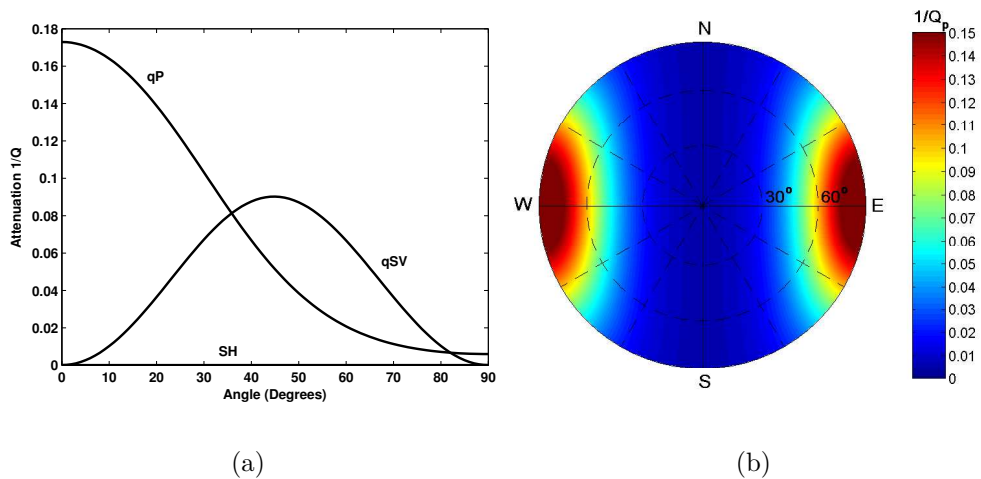 0.18
0.16
0.14
0.12
0.1
0.08
0.06
0.04
0.02
0
Attenuation 1/Q
qP
qSV
SH
0 10 20 30 40 50 60 70 80 90
Angle (Degrees)
(a)
N
W
E
S
30°
60°
1/Qp
0.15
0.14
0.13
0.12
0.11
0.1
0.09
0.08
0.07
0.06
0.05
0.04
0.03
0.02
0.01
0
(b)